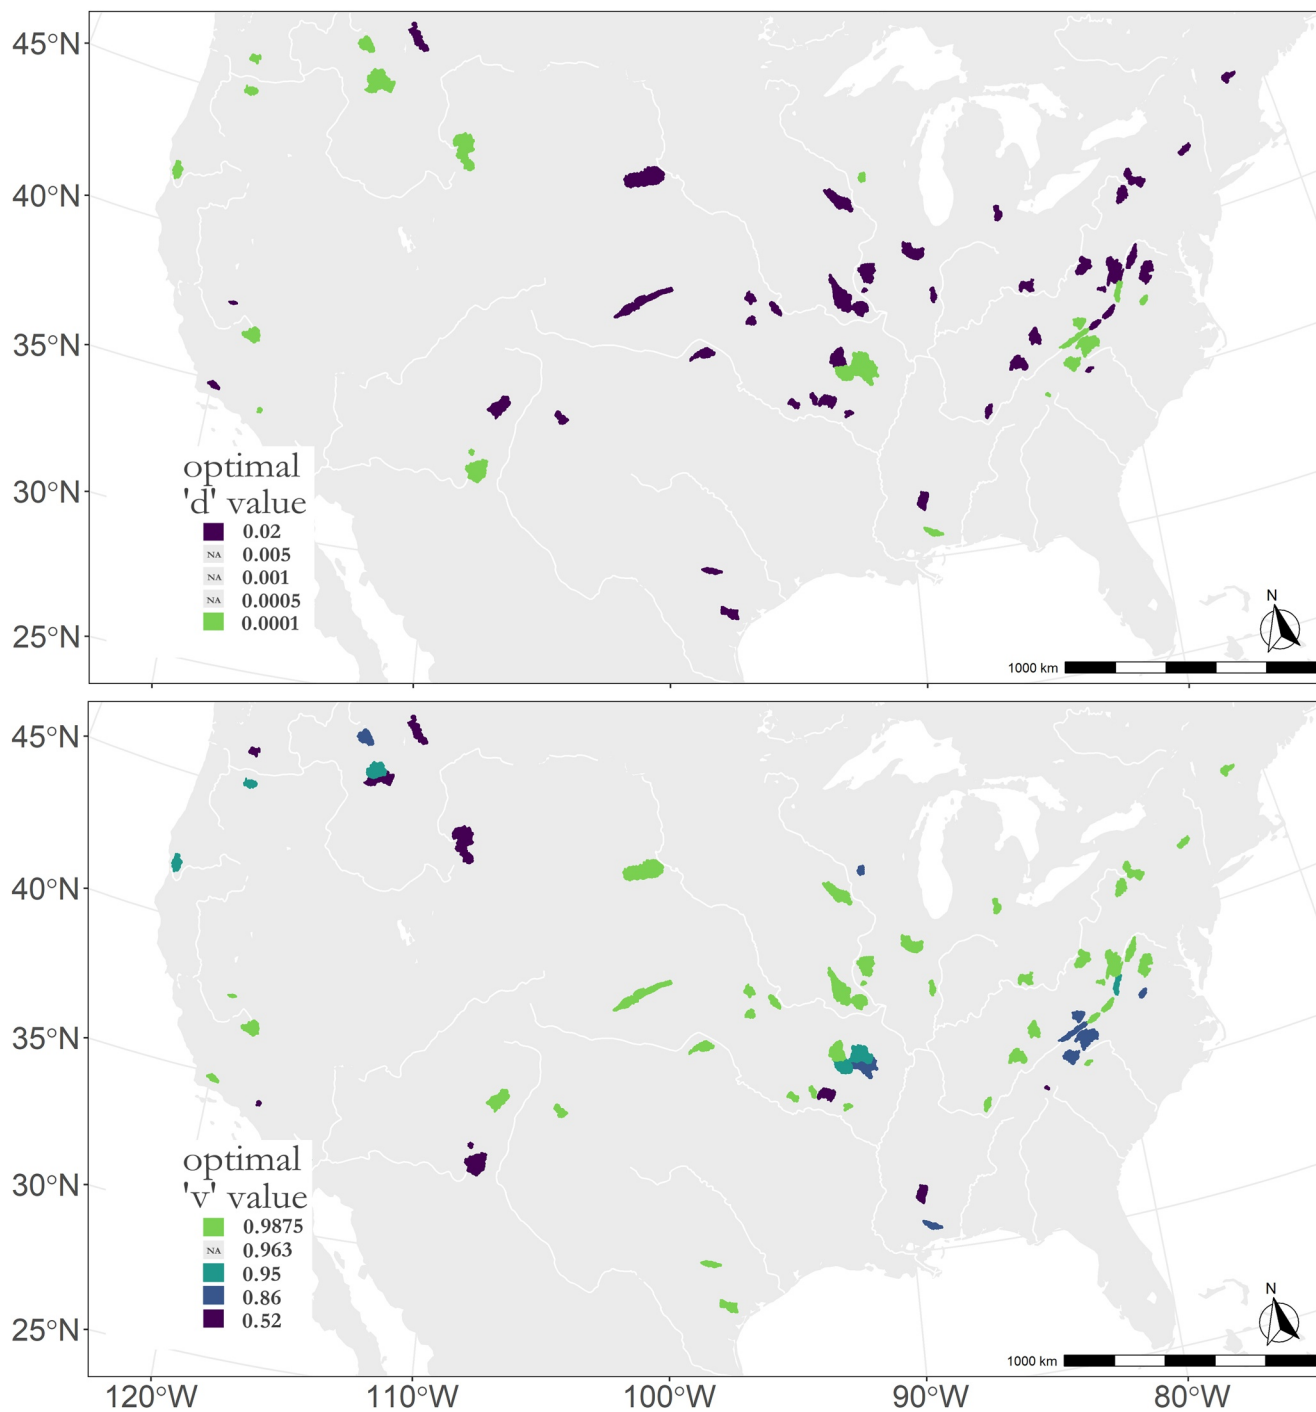 45°N
40°N
35°N
30°N
25°N
optimal
'd' value
0.02
NA 0.005
NA 0.001
NA 0.0005
0.0001
N
1000 km
45°N
40°N
35°N
30°N
25°N
optimal
'v' value
0.9875
NA 0.963
0.95
0.86
0.52
N
1000 km
120°W 110°W 100°W 90°W 80°W